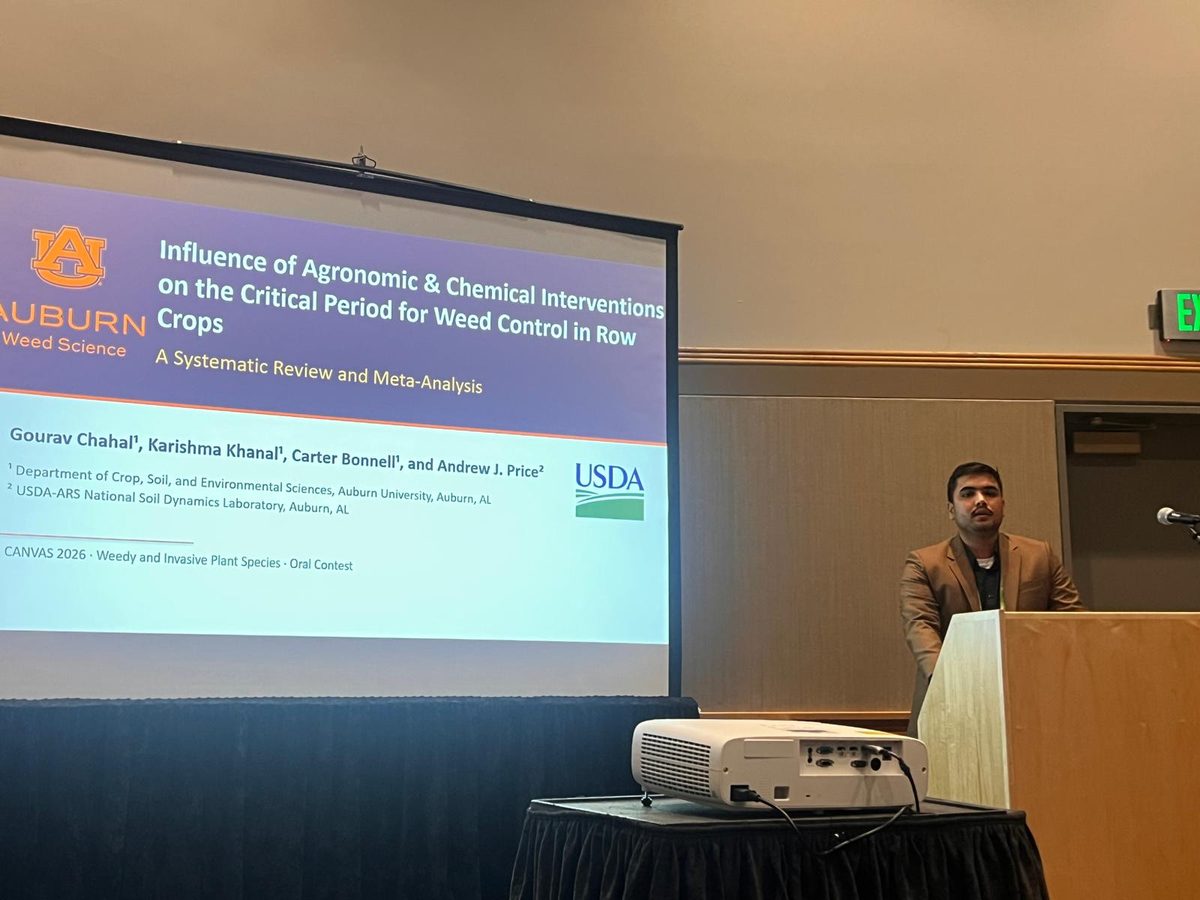 Influence of Agronomic & Chemical Interventions
on the Critical Period for Weed Control in Row
Crops
A Systematic Review and Meta-Analysis
AU
AUBURN
Weed Science
Gourav Chahal¹, Karishma Khanal¹, Carter Bonnell¹, and Andrew J. Price²
¹ Department of Crop, Soil, and Environmental Sciences, Auburn University, Auburn, AL
² USDA-ARS National Soil Dynamics Laboratory, Auburn, AL
USDA
CANVAS 2026 · Weedy and Invasive Plant Species · Oral Contest
EX